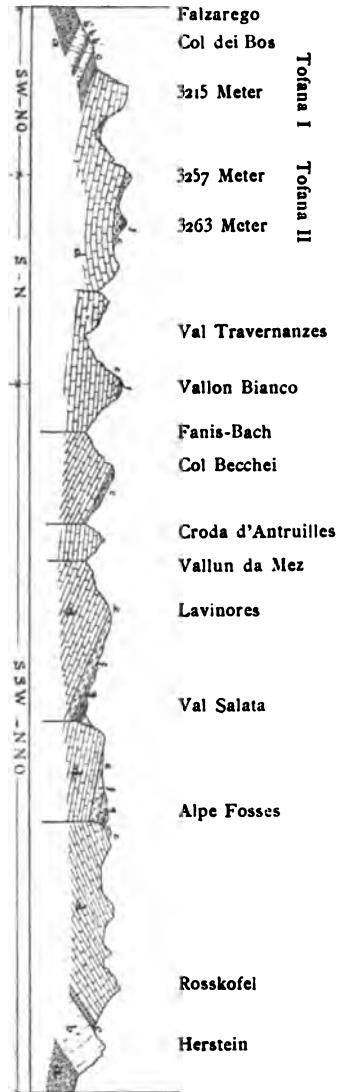 Falzarego
Col dei Bos
3215 Meter
Tofana I
3257 Meter
3263 Meter
Tofana II
Val Travernanzes
Vallon Bianco
Fanis-Bach
Col Becchei
Croda d'Antruilles
Vallun da Mez
Lavinores
Val Salata
Alpe Fosses
Rosskofel
Herstein
SW-NO
S-N
SSW-NNO